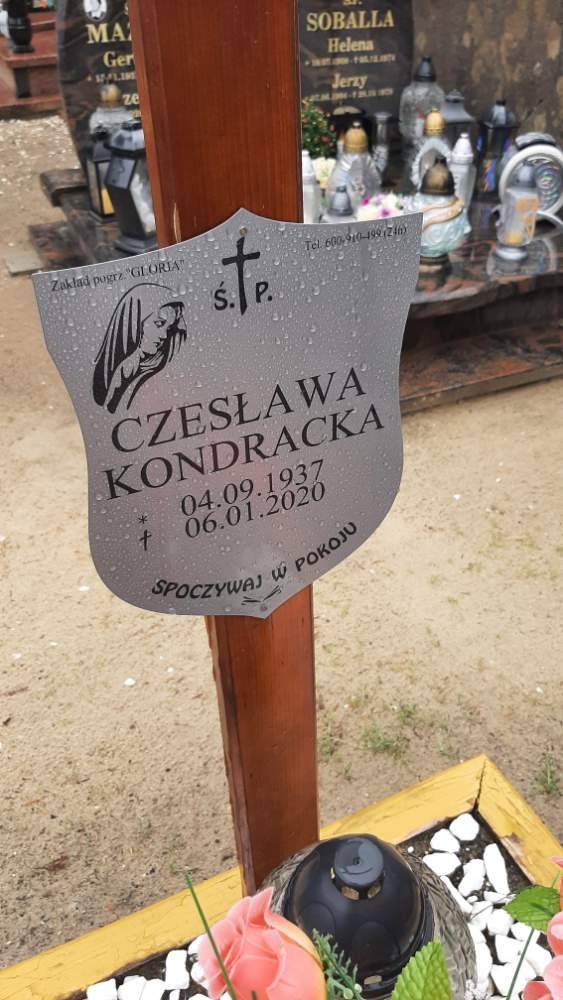 SOBALLA
Helena
Jerzy
Zakład pogrz."GLORIA"
Tel. 600-910-499 (24h)
Ś. P.
CZESŁAWA
KONDRACKA
* 04.09.1937
† 06.01.2020
SPOCZYWAJ W POKOJU